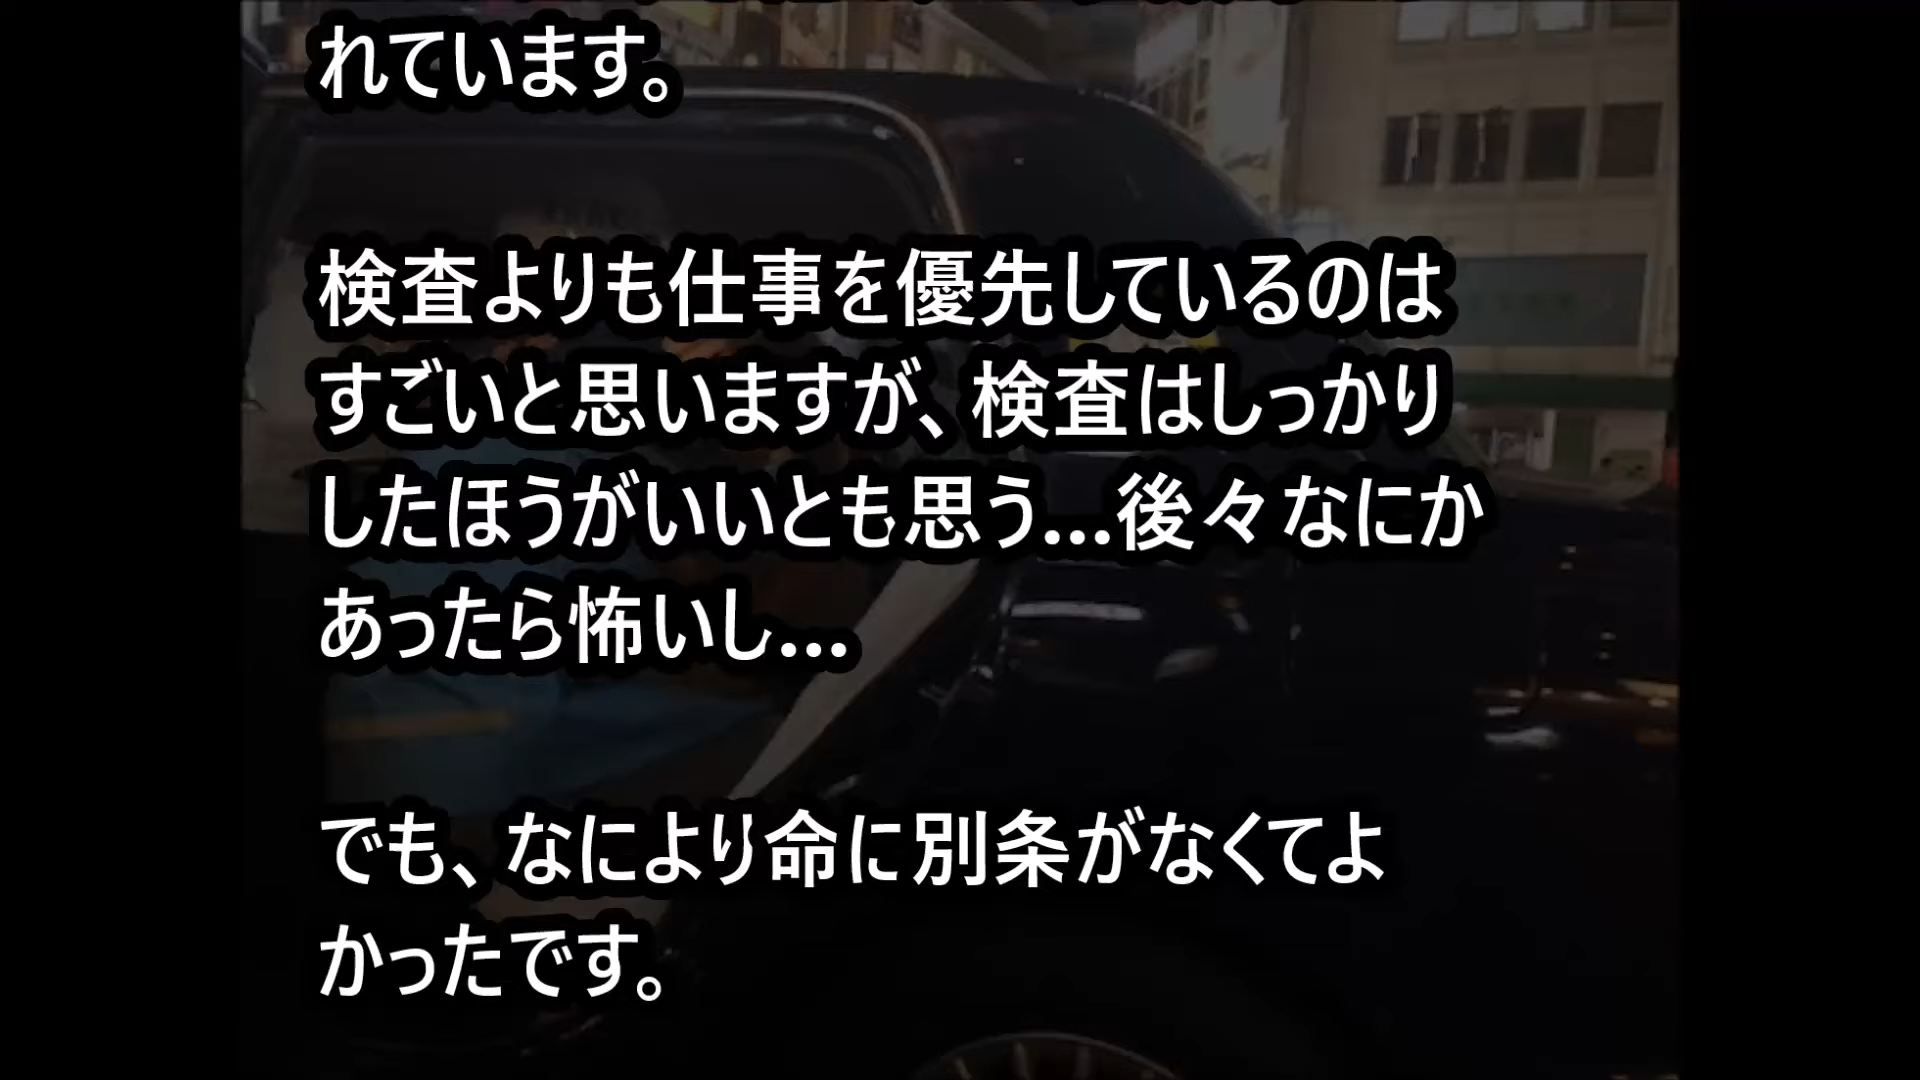 れています。
検査よりも仕事を優先しているのは
すごいと思いますが、検査はしっかり
したほうがいいとも思う...後々なにか
あったら怖いし...
でも、なにより命に別条がなくてよ
かったです。